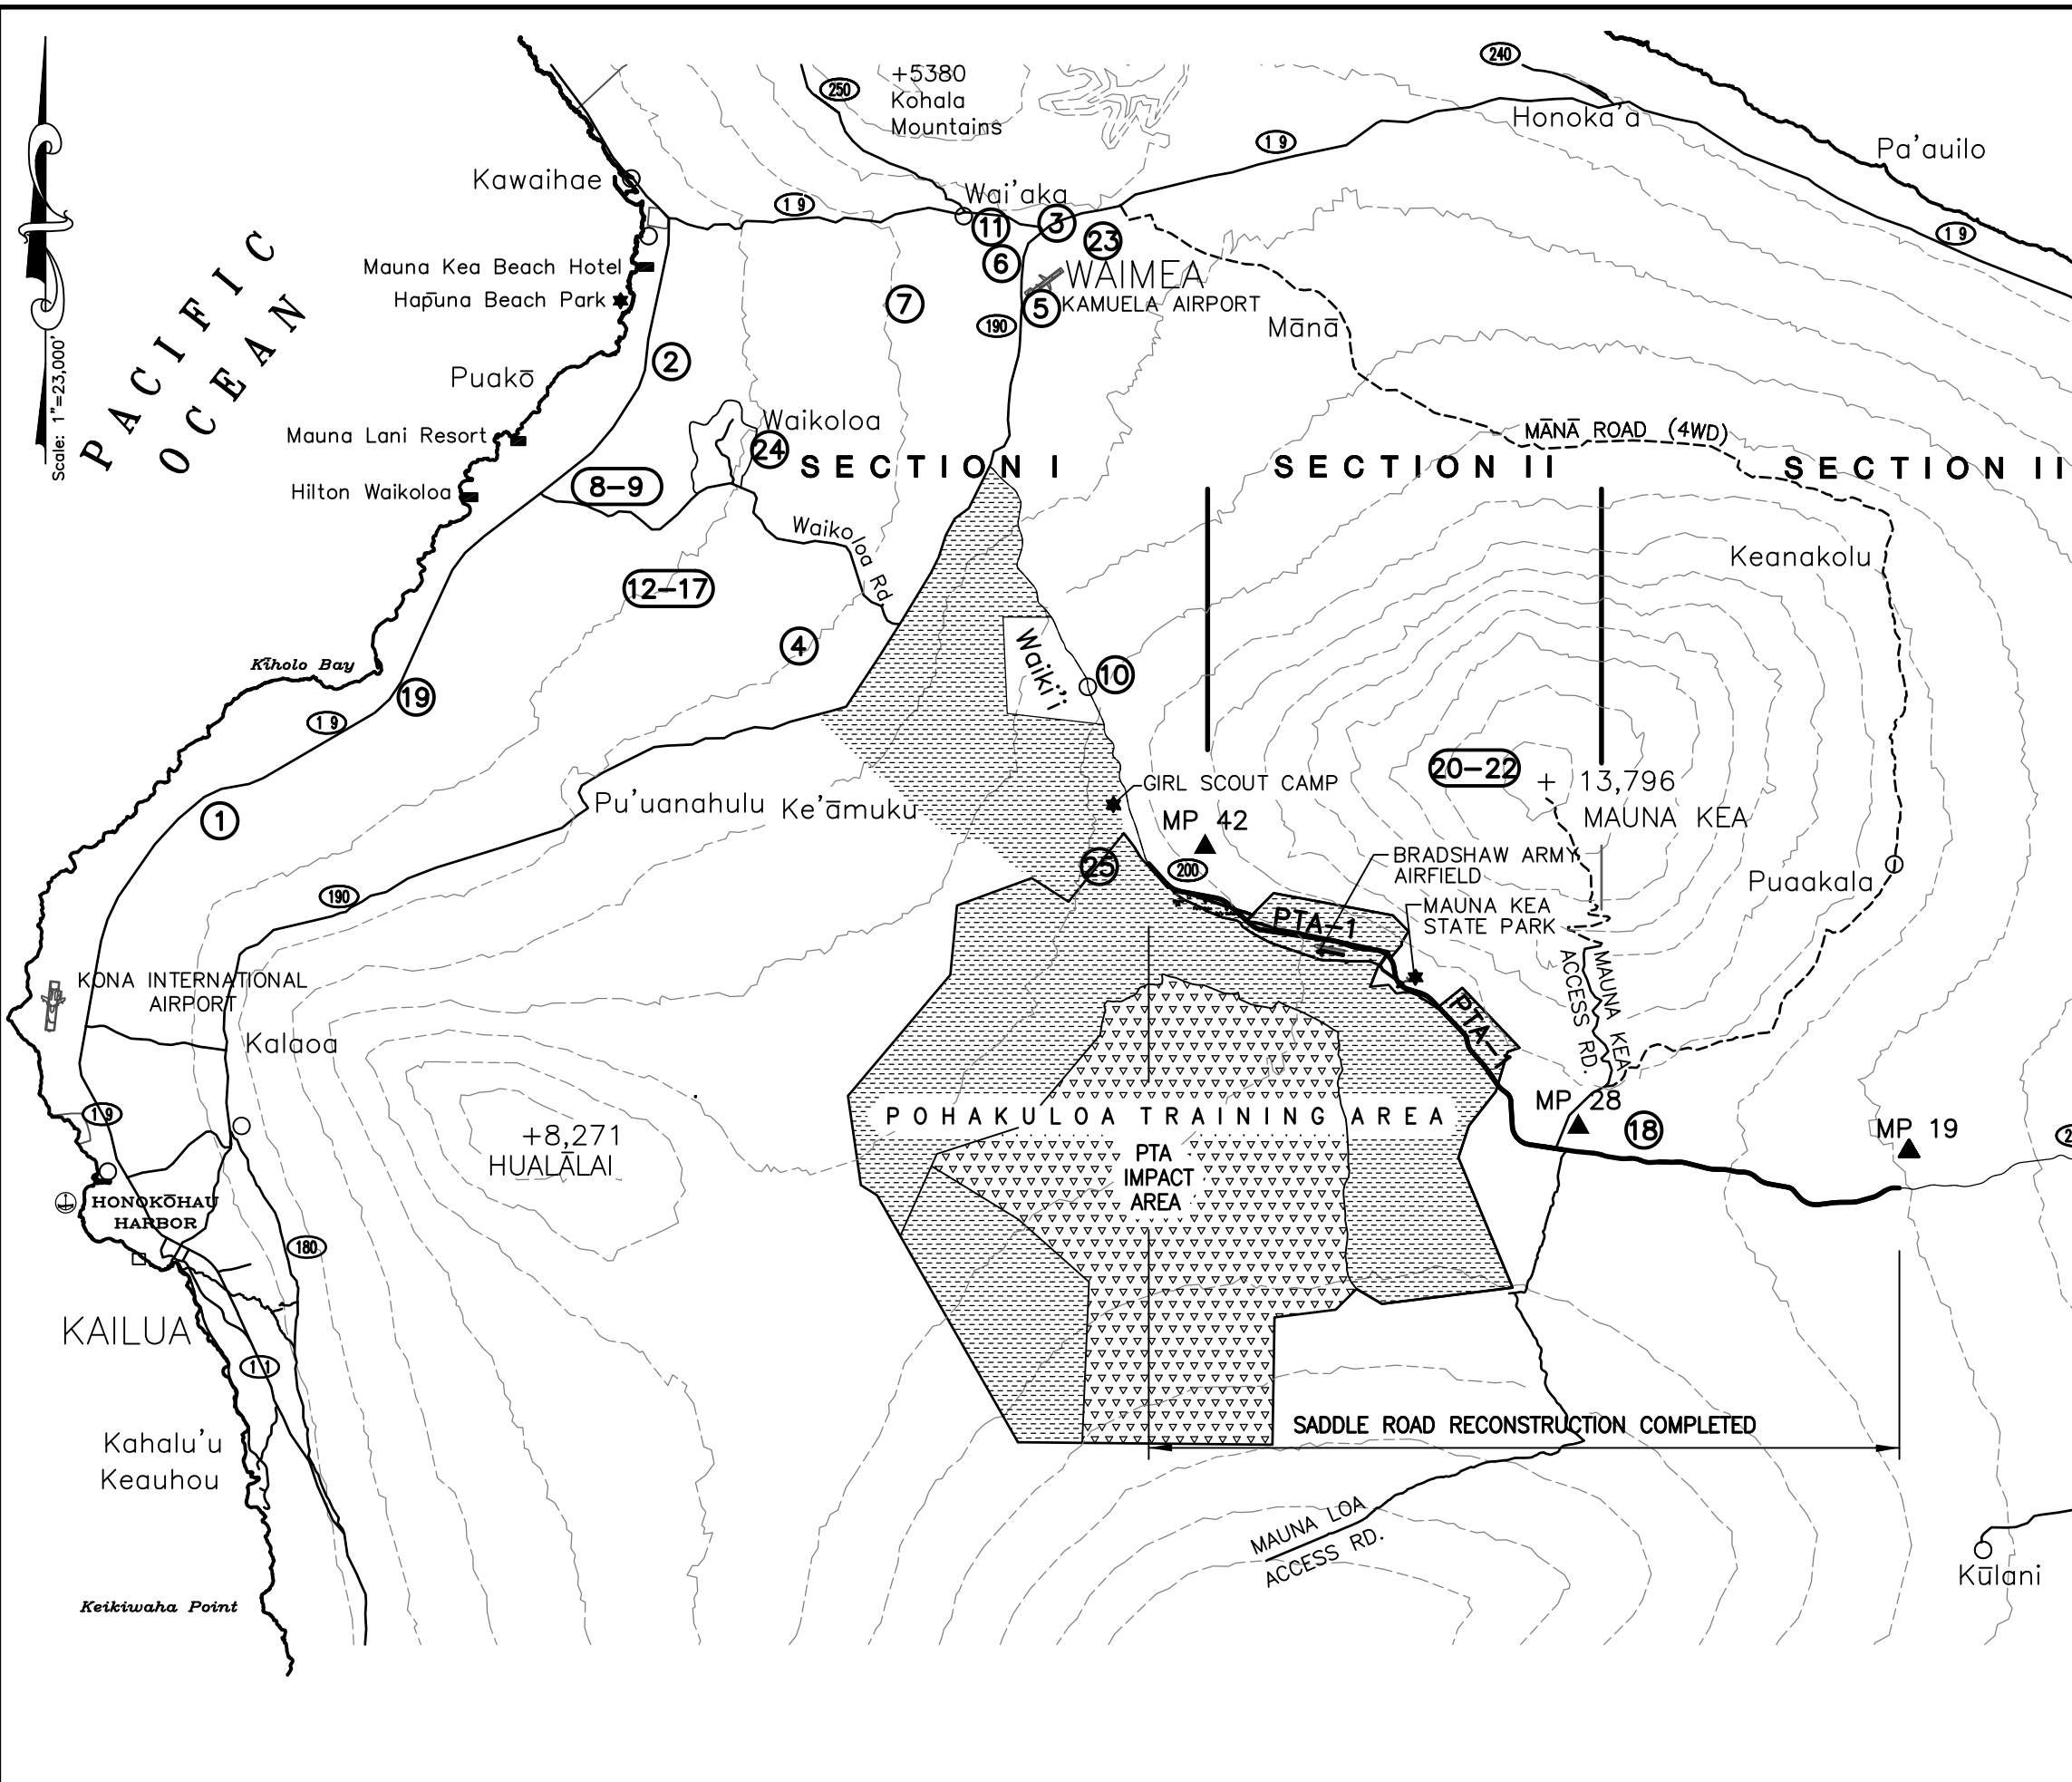 240
+5380
Kohala
Mountains
250
Honoka'a
19
Pa'auilo
Kawaihae
Wai'aka
19
11
3
23
19
6
Mauna Kea Beach Hotel
WAIMEA
Hapuna Beach Park
7
5
KAMUELA AIRPORT
190
Mānā
PACIFIC
OCEAN
Scale: 1"=23,000'
2
Puakō
Waikoloa
MĀNĀ ROAD (4WD)
Mauna Lani Resort
24
SECTION I
SECTION II
SECTION II
8-9
Hilton Waikoloa
Waikoloa Rd
Keanakolu
12-17
4
Waiki'i
Kīholo Bay
10
19
19
20-22
+ 13,796
MAUNA KEA
GIRL SCOUT CAMP
Pu'uanahulu
Ke'āmuku
1
MP 42
25
200
BRADSHAW ARMY
AIRFIELD
Puaakala
190
MAUNA KEA
STATE PARK
PTA-1
KONA INTERNATIONAL
AIRPORT
MAUNA KEA
ACCESS RD.
PTA-
Kalaoa
19
MP 28
18
MP 19
POHAKULOA TRAINING AREA
+8,271
HUALĀLAI
PTA
IMPACT
AREA
HONOKŌHAU
HARBOR
180
KAILUA
11
SADDLE ROAD RECONSTRUCTION COMPLETED
Kahalu'u
Keauhou
MAUNA LOA
ACCESS RD.
Kūlani
Keikiwaha Point